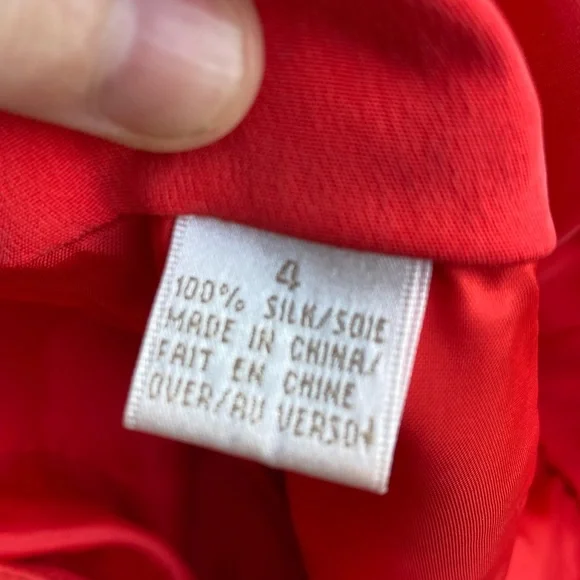 4
100% SILK/SOIE
MADE IN CHINA/
FAIT EN CHINE
OVER/AU VERSO